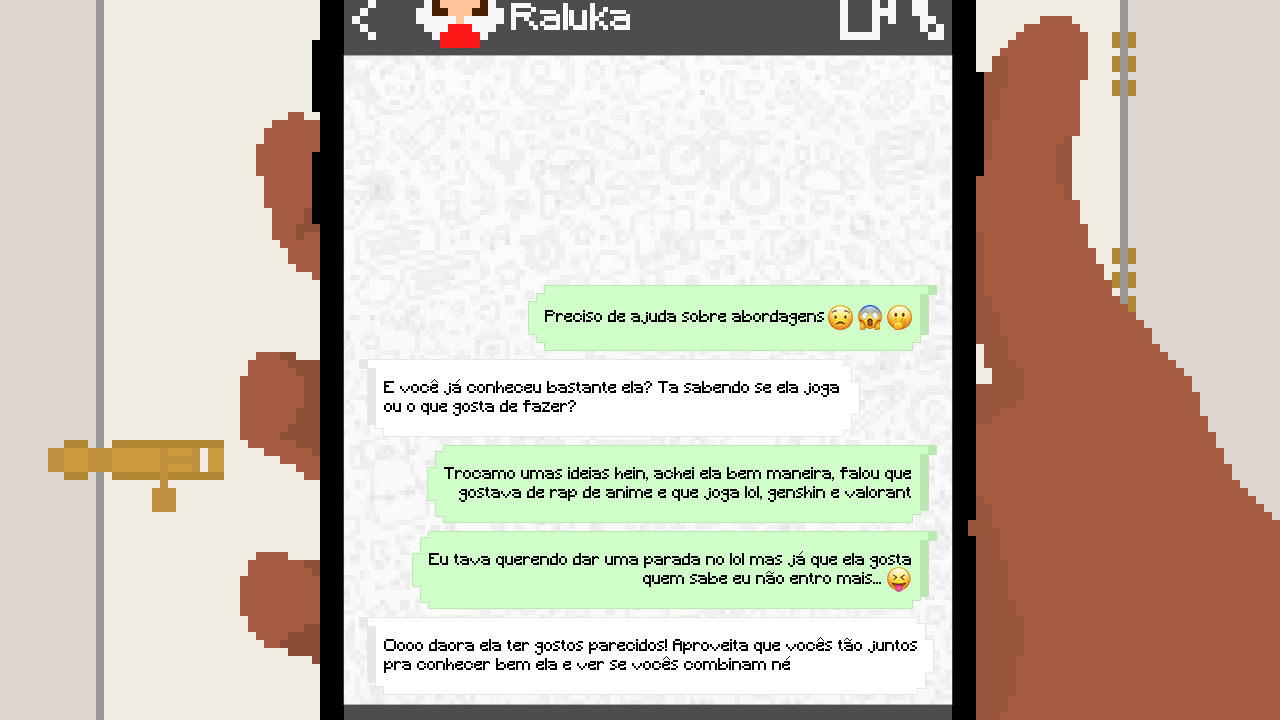 Raluka
Preciso de ajuda sobre abordagens😟😱🤭
E você já conheceu bastante ela? Ta sabendo se ela joga
ou o que gosta de fazer?
Trocamo umas ideias hein, achei ela bem maneira, falou que
gostava de rap de anime e que joga lol, genshin e valorant
Eu tava querendo dar uma parada no lol mas já que ela gosta
quem sabe eu não entro mais... 😝
Oooo daora ela ter gostos parecidos! Aproveita que vocês tão juntos
pra conhecer bem ela e ver se vocês combinam né